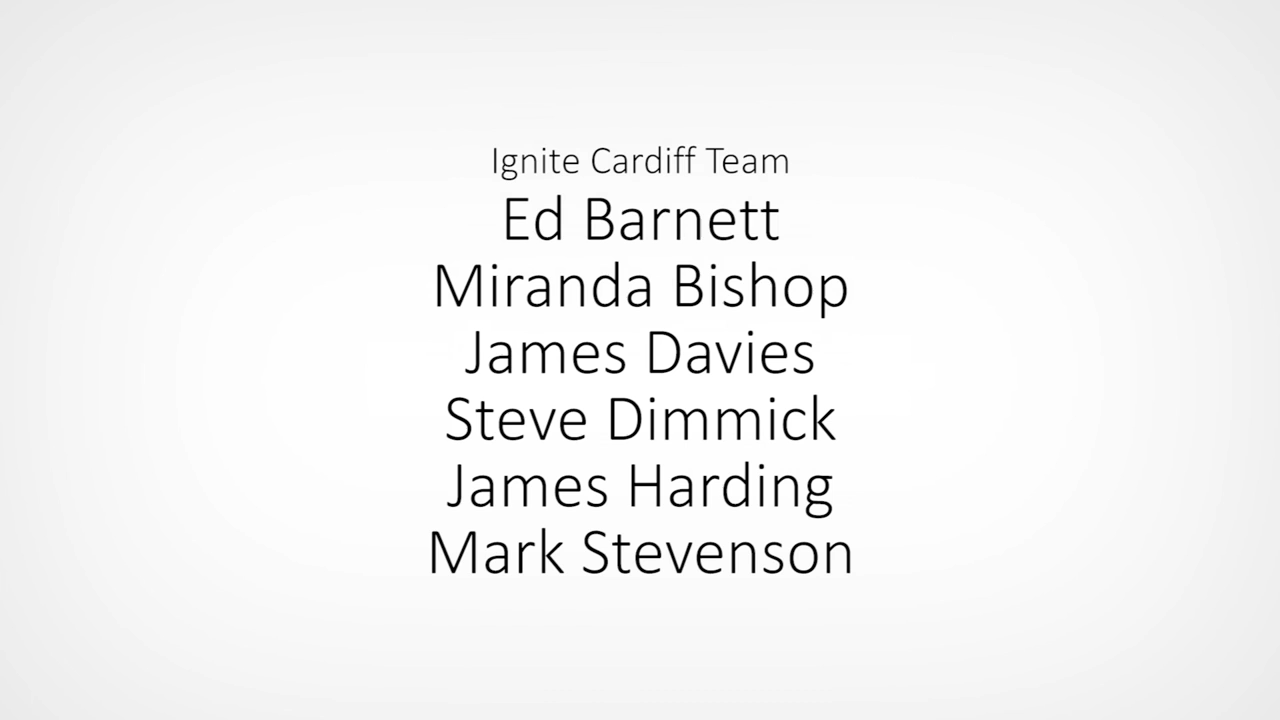 Ignite Cardiff Team
Ed Barnett
Miranda Bishop
James Davies
Steve Dimmick
James Harding
Mark Stevenson